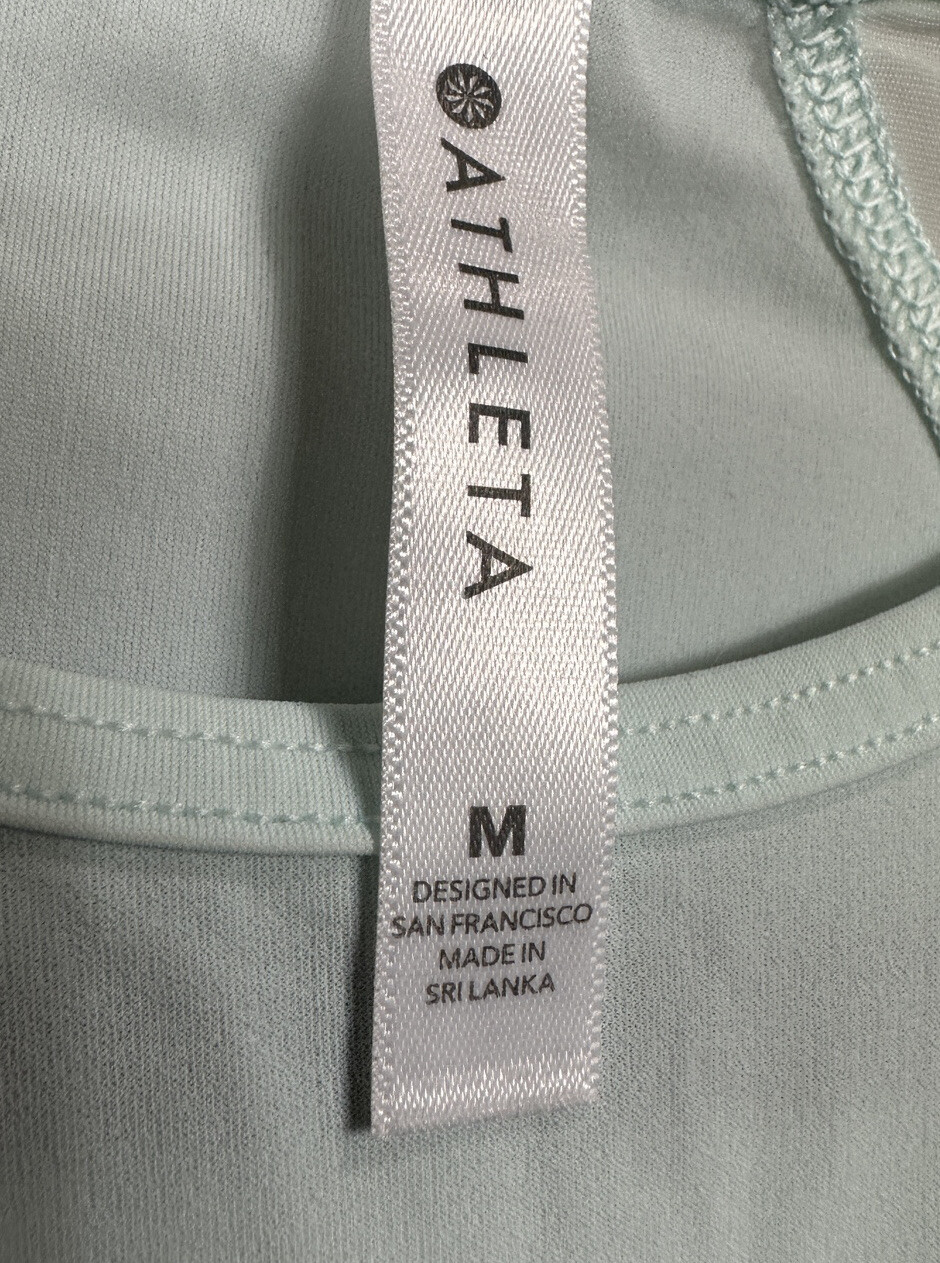 ATHLETA
M
DESIGNED IN
SAN FRANCISCO
MADE IN
SRI LANKA